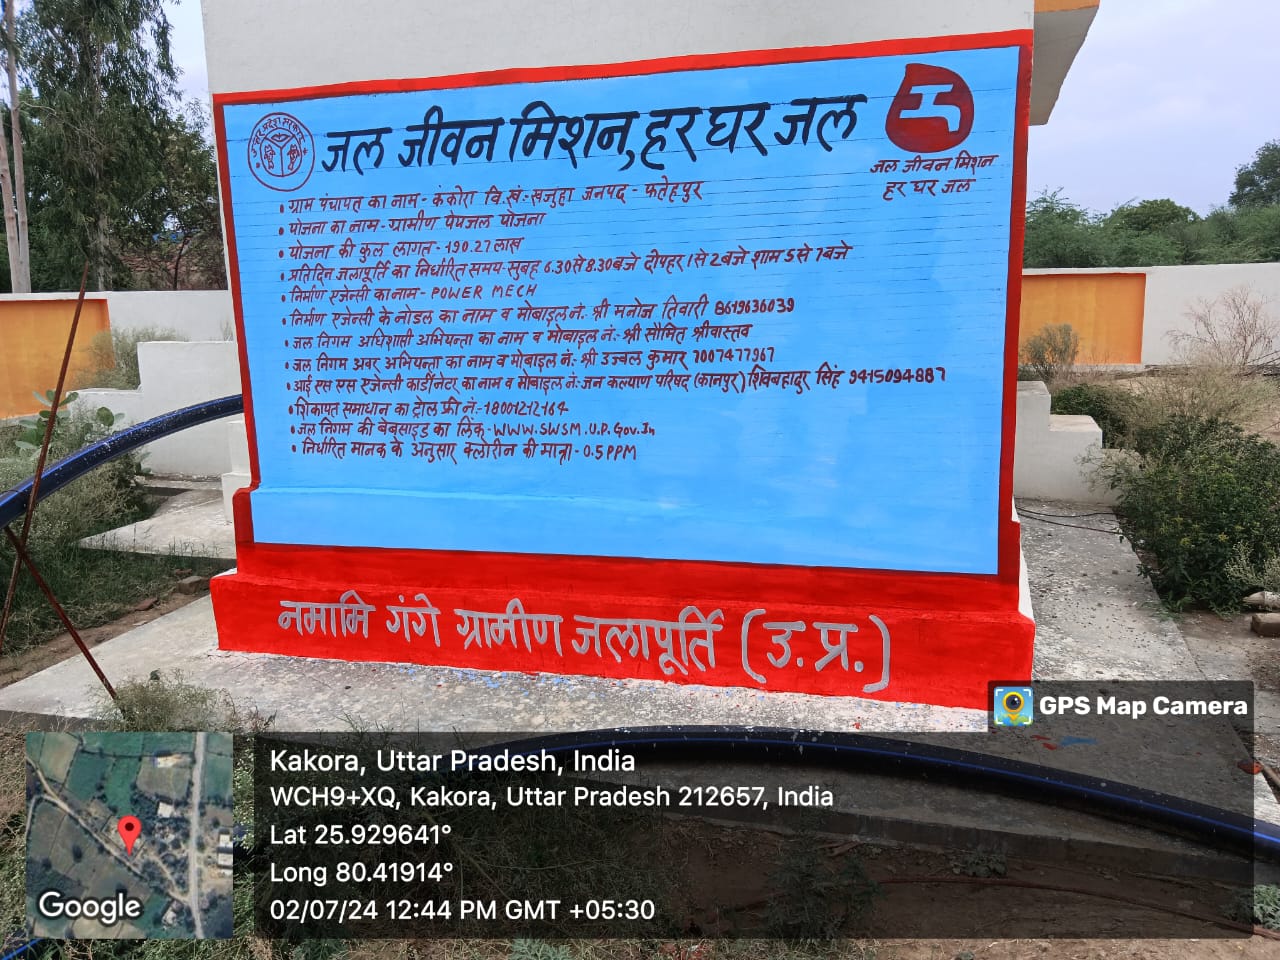 उत्तर प्रदेश सरकार
जल जीवन मिशन, हर घर जल
जल जीवन मिशन
हर घर जल
• ग्राम पंचायत का नाम - कंकोरा वि.खं:- खजुहा जनपद - फतेहपुर
• योजना का नाम - ग्रामीण पेयजल योजना
• योजना की कुल लागत - 190.27 लाख
• प्रतिदिन जलापूर्ति का निर्धारित समय - सुबह 6.30 से 8.30 बजे दोपहर 1 से 2 बजे शाम 5 से 7 बजे
• निर्माण एजेन्सी का नाम - POWER MECH
• निर्माण एजेन्सी के नोडल का नाम व मोबाइल नं. श्री मनोज तिवारी 8619636039
• जल निगम अधिशासी अभियन्ता का नाम व मोबाइल नं:- श्री सोमित श्रीवास्तव
• जल निगम अवर अभियन्ता का नाम व मोबाइल नं:- श्री उज्वल कुमार 7007477967
• आई एस एस एजेन्सी कार्डीनेटर का नाम व मोबाइल नं:- जन कल्याण परिषद (कानपुर) शिवबहादुर सिंह 9415094887
• शिकायत समाधान का ट्रोल फ्री नं:- 18001212164
• जल निगम की बेबसाइड का लिंक - WWW.SWSM.U.P.Gov.In
• निर्धारित मानक के अनुसार क्लोरीन की मात्रा - 0.5 PPM
नमामि गंगे ग्रामीण जलापूर्ति (उ.प्र.)
GPS Map Camera
Kakora, Uttar Pradesh, India
WCH9+XQ, Kakora, Uttar Pradesh 212657, India
Lat 25.929641°
Long 80.41914°
02/07/24 12:44 PM GMT +05:30
Google